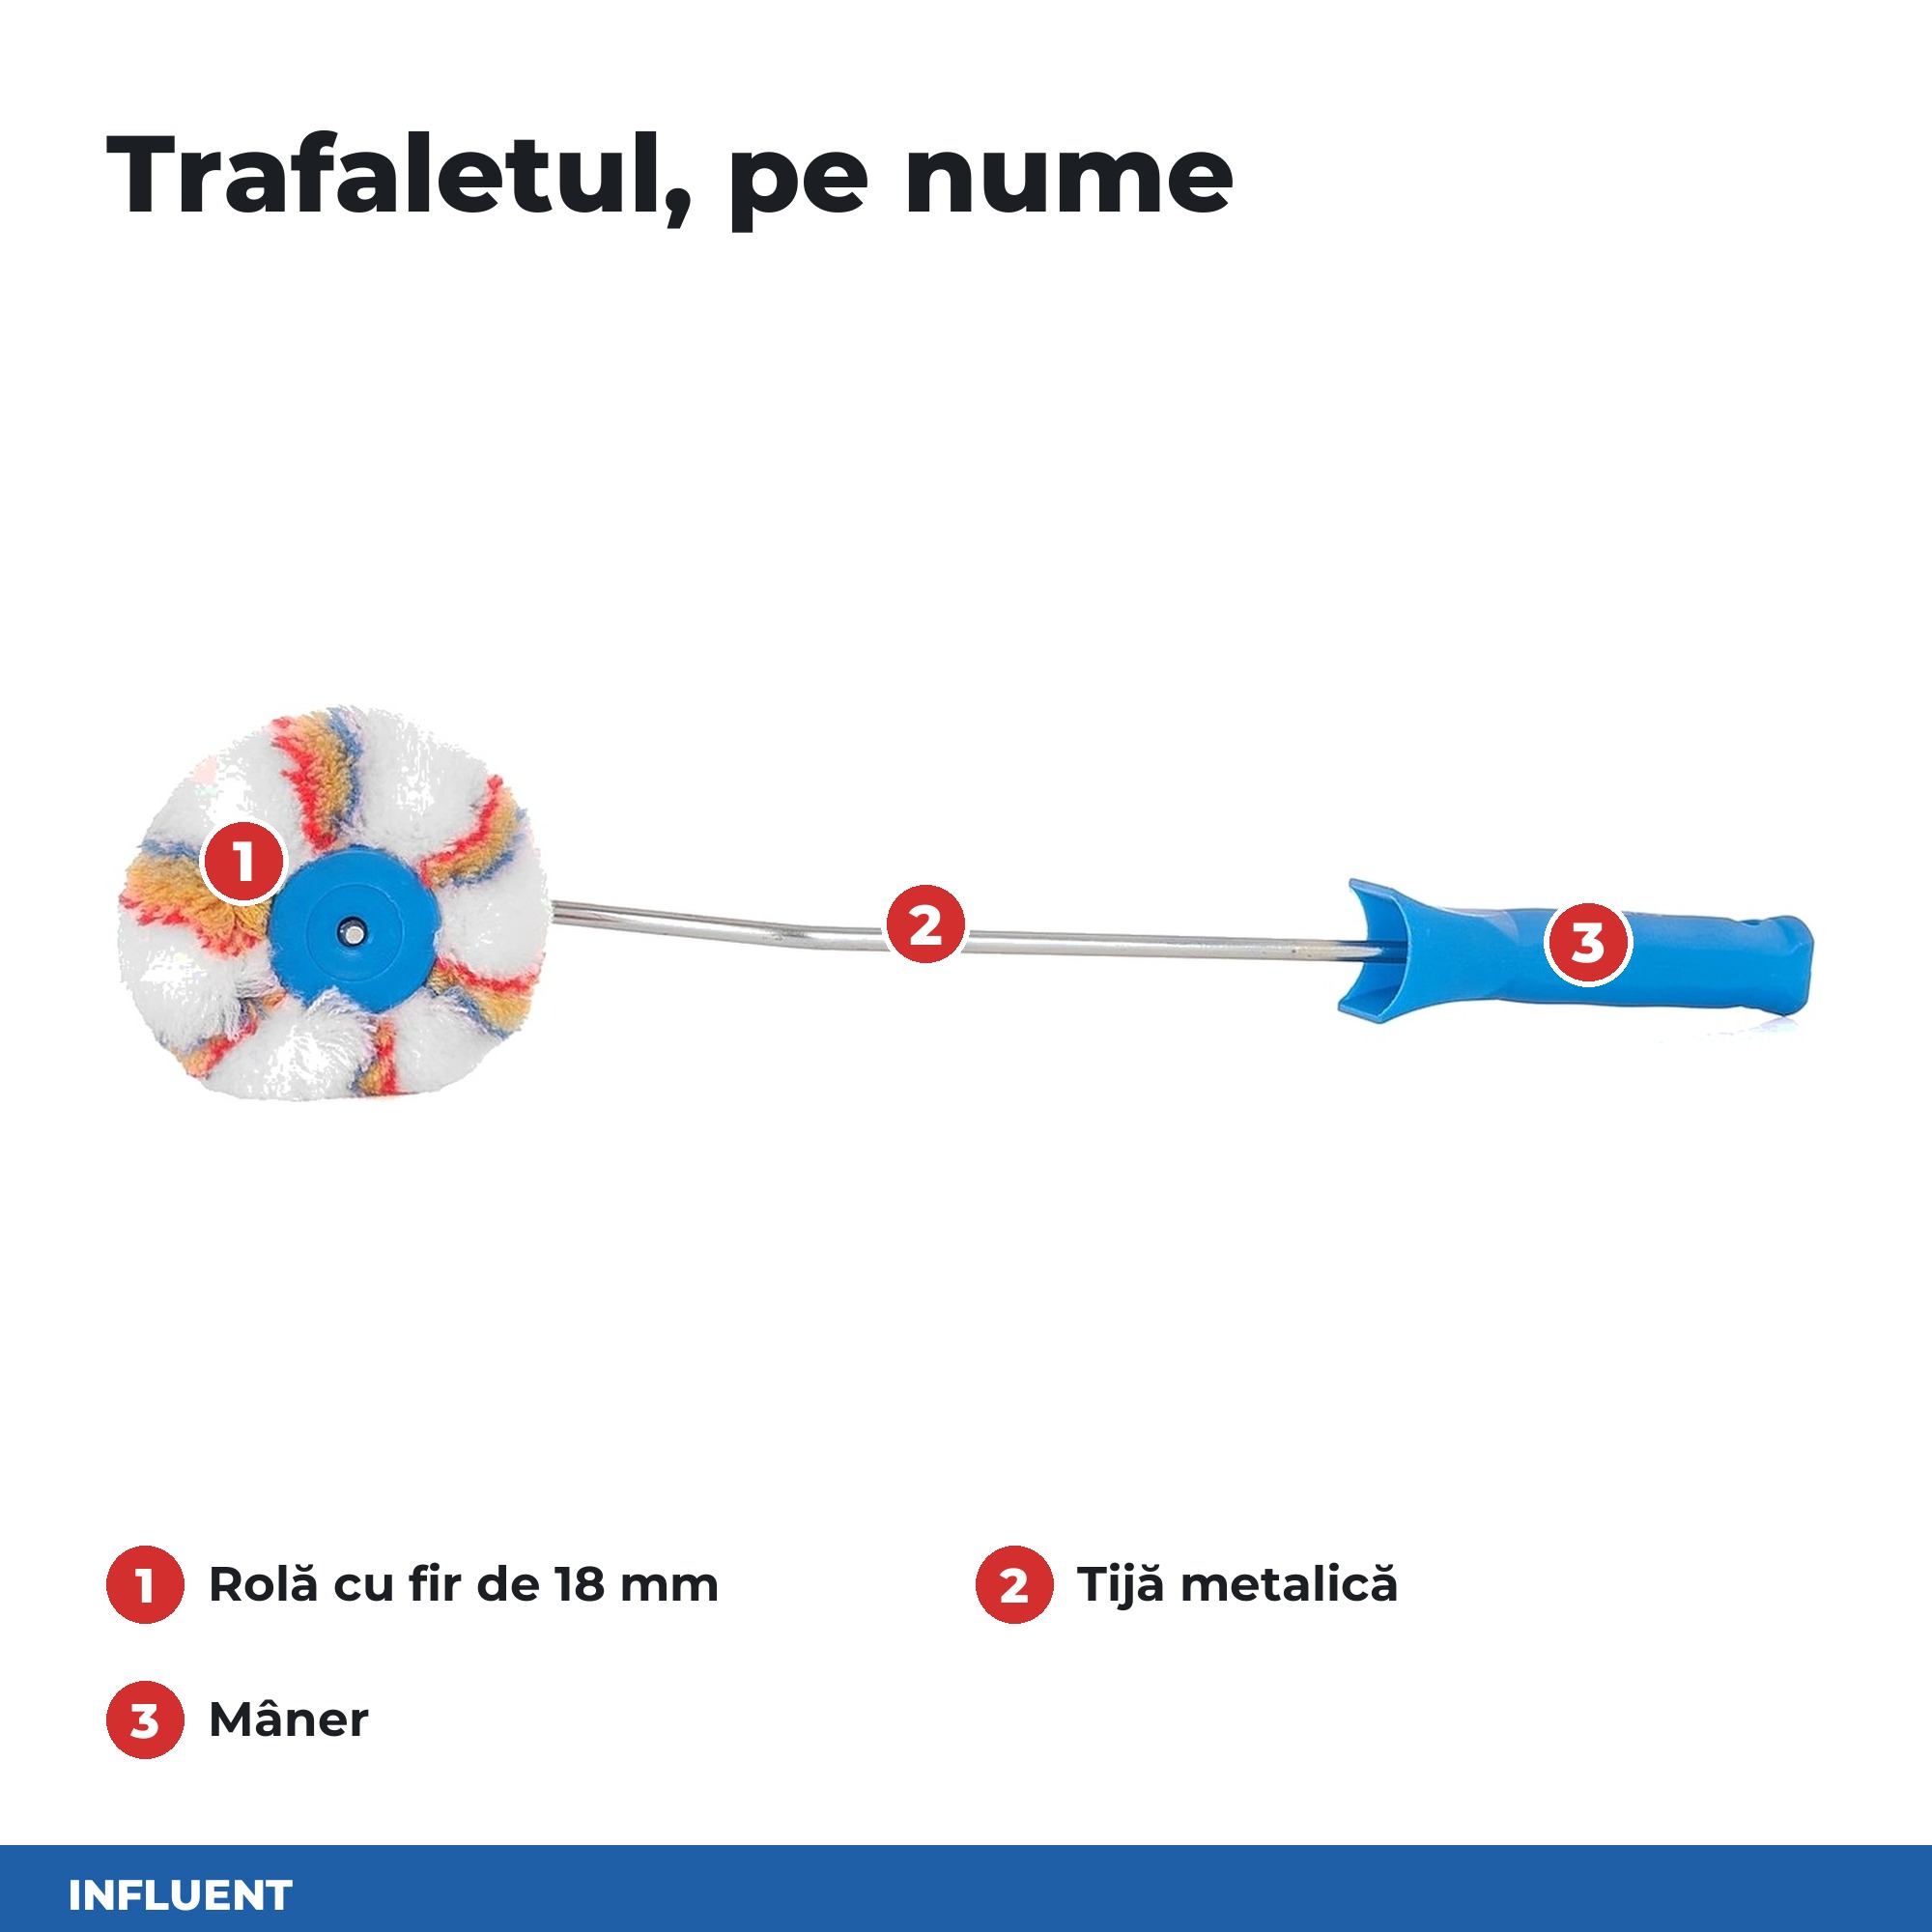 Trafaletul, pe nume
1
2
3
1 Rolă cu fir de 18 mm
2 Tijă metalică
3 Mâner
INFLUENT